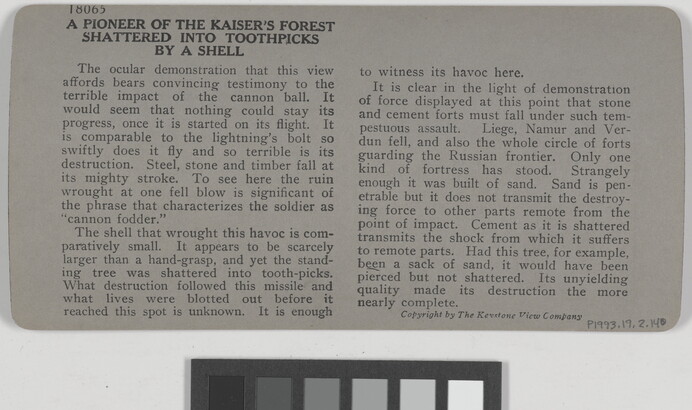 18065
A PIONEER OF THE KAISER'S FOREST
SHATTERED INTO TOOTHPICKS
BY A SHELL
The ocular demonstration that this view
affords bears convincing testimony to the
terrible impact of the cannon ball. It
would seem that nothing could stay its
progress, once it is started on its flight. It
is comparable to the lightning's bolt so
swiftly does it fly and so terrible is its
destruction. Steel, stone and timber fall at
its mighty stroke. To see here the ruin
wrought at one fell blow is significant of
the phrase that characterizes the soldier as
"cannon fodder."
The shell that wrought this havoc is com-
paratively small. It appears to be scarcely
larger than a hand-grasp, and yet the stand-
ing tree was shattered into tooth-picks.
What destruction followed this missile and
what lives were blotted out before it
reached this spot is unknown. It is enough
to witness its havoc here.
It is clear in the light of demonstration
of force displayed at this point that stone
and cement forts must fall under such tem-
pestuous assault. Liege, Namur and Ver-
dun fell, and also the whole circle of forts
guarding the Russian frontier. Only one
kind of fortress has stood. Strangely
enough it was built of sand. Sand is pen-
etrable but it does not transmit the destroy-
ing force to other parts remote from the
point of impact. Cement as it is shattered
transmits the shock from which it suffers
to remote parts. Had this tree, for example,
been a sack of sand, it would have been
pierced but not shattered. Its unyielding
quality made its destruction the more
nearly complete.
Copyright by The Keystone View Company
P1993.19.2.14